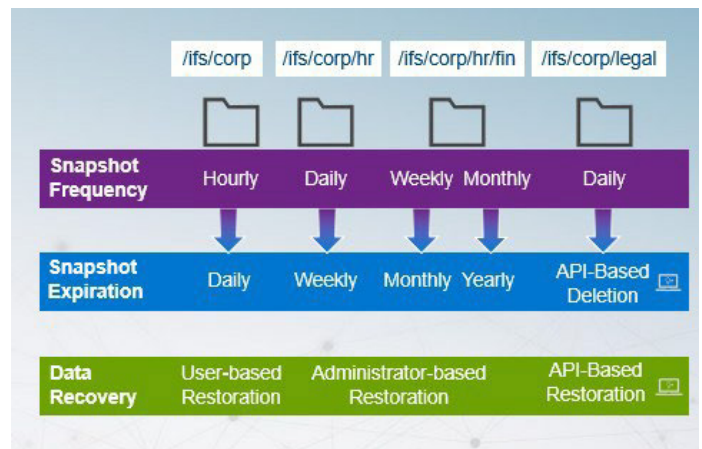 /ifs/corp /ifs/corp/hr /ifs/corp/hr/fin /ifs/corp/legal
Snapshot
Frequency
Hourly Daily Weekly Monthly Daily
Snapshot
Expiration
Daily Weekly Monthly Yearly
API-Based
Deletion
Data
Recovery
User-based
Restoration
Administrator-based
Restoration
API-Based
Restoration